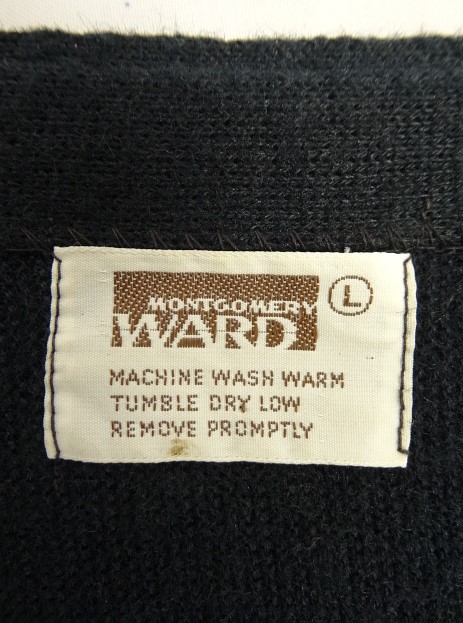 MONTGOMERY L
WARD
MACHINE WASH WARM
TUMBLE DRY LOW
REMOVE PROMPTLY